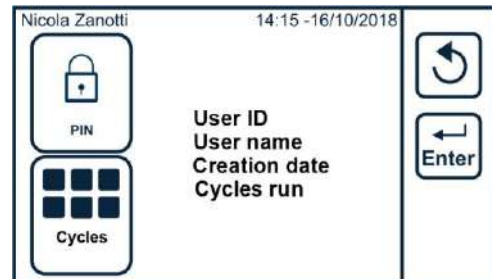 Nicola Zanotti
14:15 -16/10/2018
PIN
Cycles
User ID
User name
Creation date
Cycles run
Enter